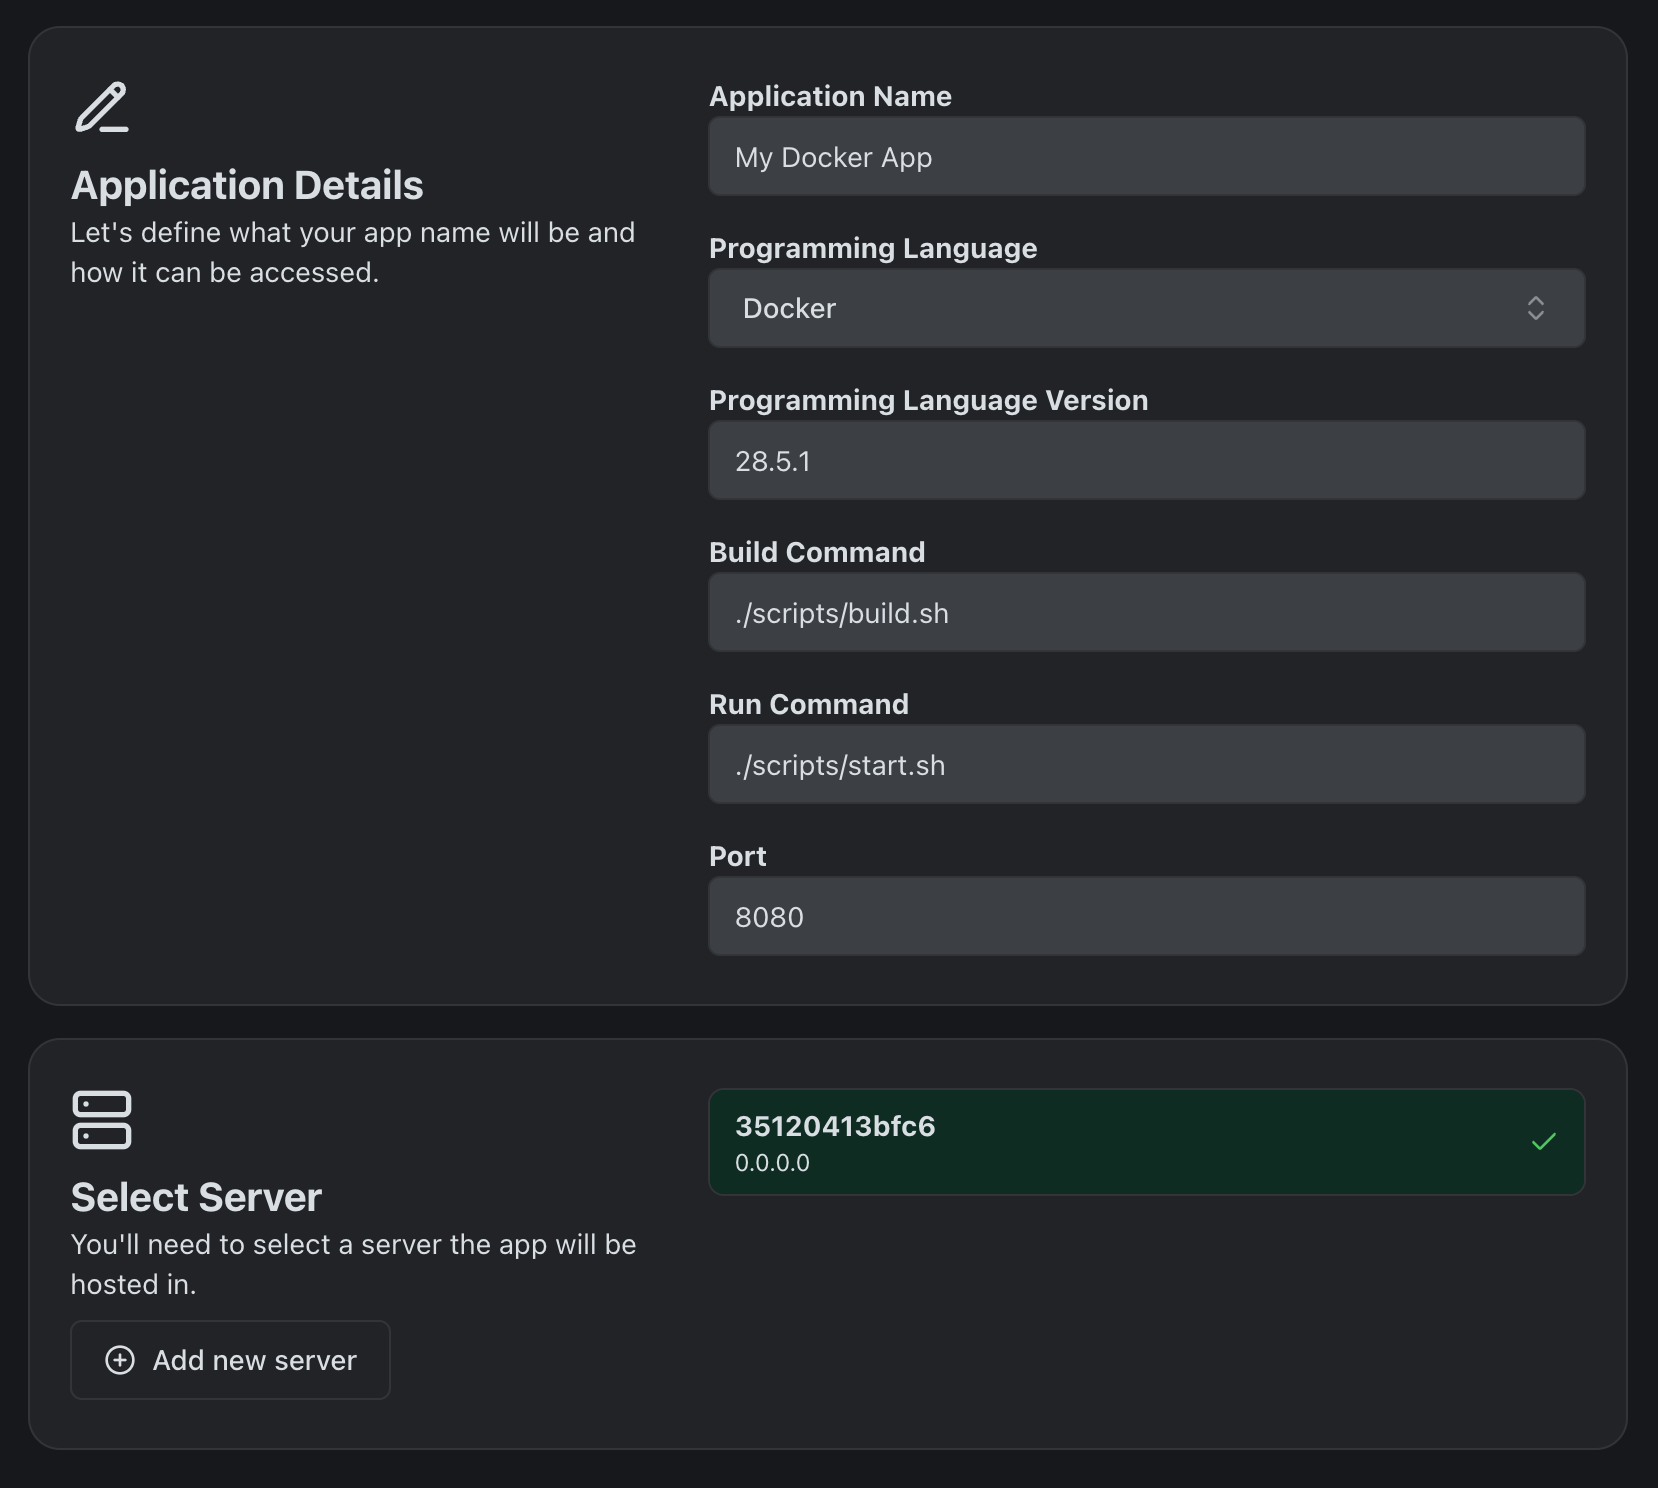 Application Details
Let's define what your app name will be and
how it can be accessed.
Application Name
My Docker App
Programming Language
Docker
Programming Language Version
28.5.1
Build Command
./scripts/build.sh
Run Command
./scripts/start.sh
Port
8080
Select Server
You'll need to select a server the app will be
hosted in.
Add new server
35120413bfc6
0.0.0.0